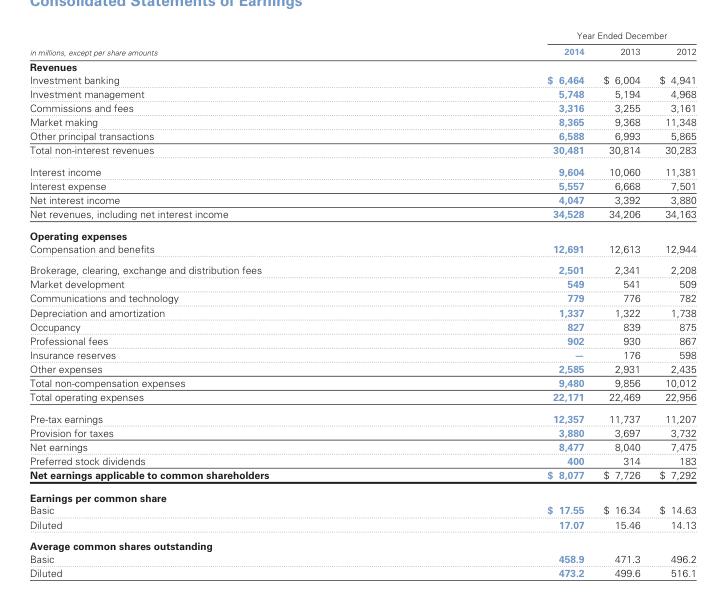 Consolidated Statements of Earnings
Year Ended December
in millions, except per share amounts 2014 2013 2012
Revenues
Investment banking $ 6,464 $ 6,004 $ 4,941
Investment management 5,748 5,194 4,968
Commissions and fees 3,316 3,255 3,161
Market making 8,365 9,368 11,348
Other principal transactions 6,588 6,993 5,865
Total non-interest revenues 30,481 30,814 30,283
Interest income 9,604 10,060 11,381
Interest expense 5,557 6,668 7,501
Net interest income 4,047 3,392 3,880
Net revenues, including net interest income 34,528 34,206 34,163
Operating expenses
Compensation and benefits 12,691 12,613 12,944
Brokerage, clearing, exchange and distribution fees 2,501 2,341 2,208
Market development 549 541 509
Communications and technology 779 776 782
Depreciation and amortization 1,337 1,322 1,738
Occupancy 827 839 875
Professional fees 902 930 867
Insurance reserves — 176 598
Other expenses 2,585 2,931 2,435
Total non-compensation expenses 9,480 9,856 10,012
Total operating expenses 22,171 22,469 22,956
Pre-tax earnings 12,357 11,737 11,207
Provision for taxes 3,880 3,697 3,732
Net earnings 8,477 8,040 7,475
Preferred stock dividends 400 314 183
Net earnings applicable to common shareholders $ 8,077 $ 7,726 $ 7,292
Earnings per common share
Basic $ 17.55 $ 16.34 $ 14.63
Diluted 17.07 15.46 14.13
Average common shares outstanding
Basic 458.9 471.3 496.2
Diluted 473.2 499.6 516.1